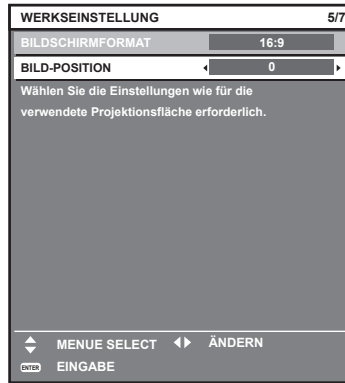 WERKSEINSTELLUNG 5/7
BILDSCHIRMFORMAT 16:9
BILD-POSITION 0
Wählen Sie die Einstellungen wie für die
verwendete Projektionsfläche erforderlich.
MENUE SELECT ÄNDERN
ENTER EINGABE